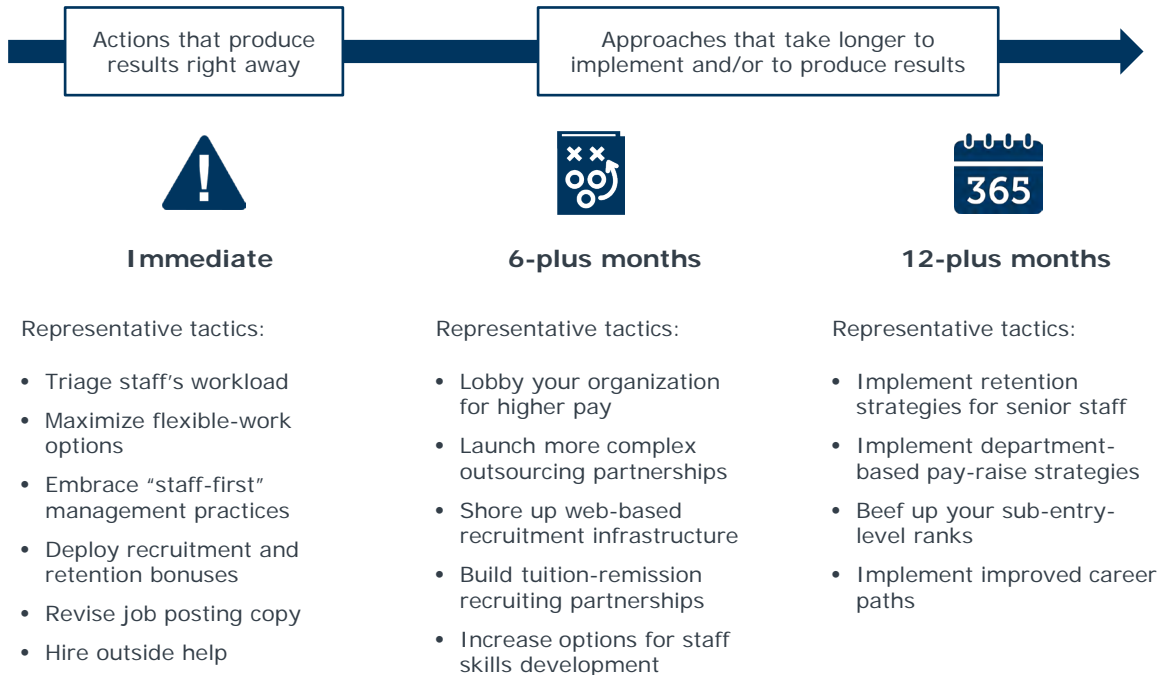 Actions that produce
results right away
Approaches that take longer to
implement and/or to produce results
365
Immediate
6-plus months
12-plus months
Representative tactics:
• Triage staff’s workload
• Maximize flexible-work
options
• Embrace “staff-first”
management practices
• Deploy recruitment and
retention bonuses
• Revise job posting copy
• Hire outside help
Representative tactics:
• Lobby your organization
for higher pay
• Launch more complex
outsourcing partnerships
• Shore up web-based
recruitment infrastructure
• Build tuition-remission
recruiting partnerships
• Increase options for staff
skills development
Representative tactics:
• Implement retention
strategies for senior staff
• Implement department-
based pay-raise strategies
• Beef up your sub-entry-
level ranks
• Implement improved career
paths